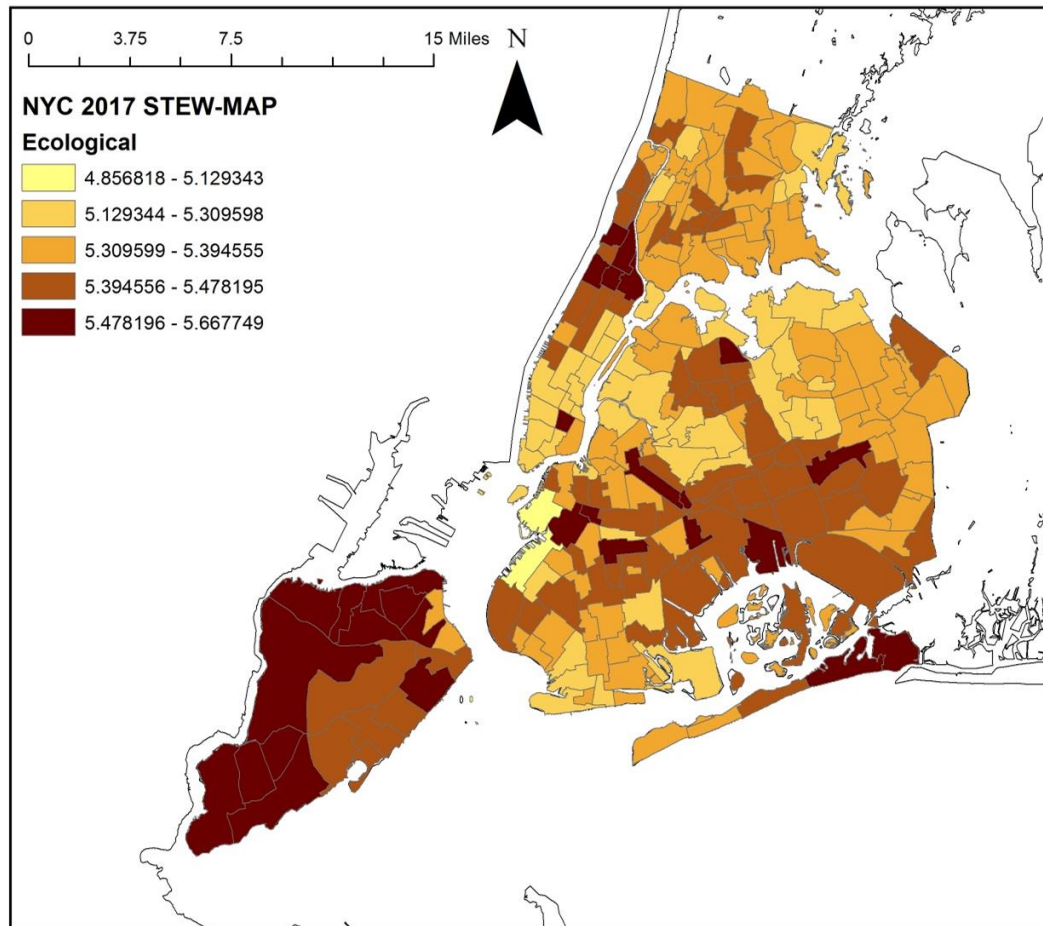 0 3.75 7.5 15 Miles
N
NYC 2017 STEW-MAP
Ecological
4.856818 - 5.129343
5.129344 - 5.309598
5.309599 - 5.394555
5.394556 - 5.478195
5.478196 - 5.667749